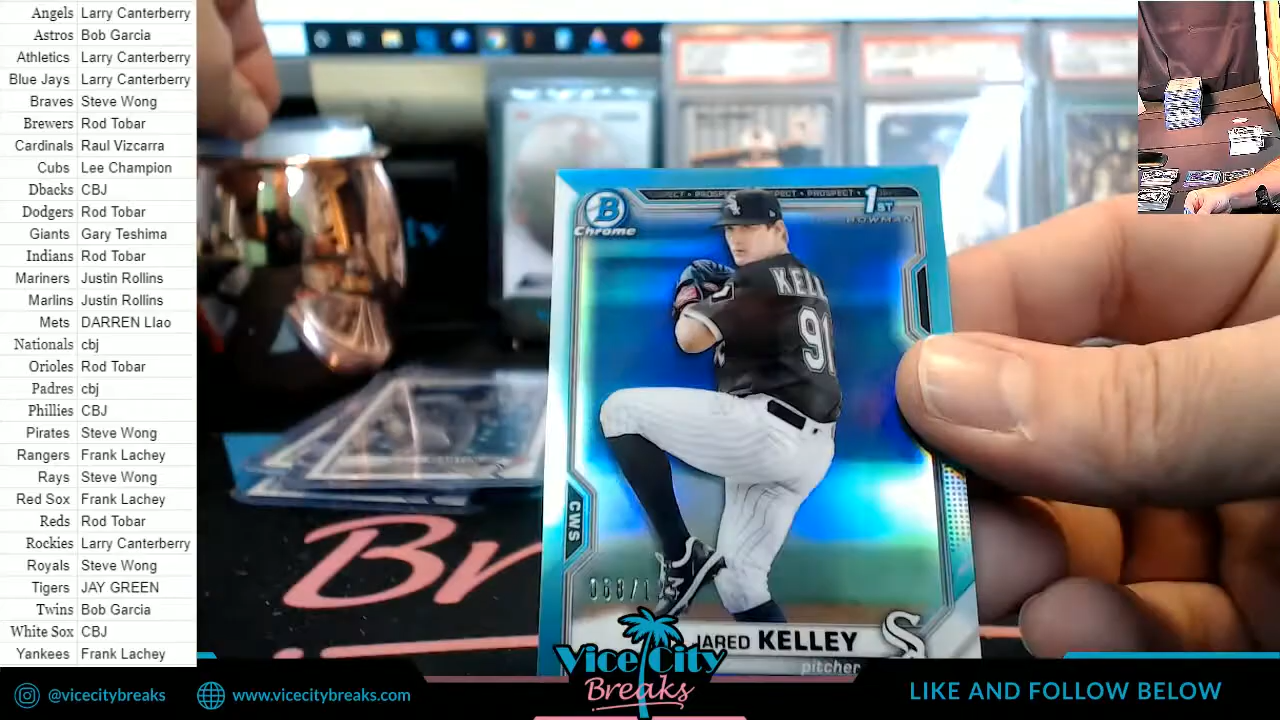 Angels Larry Canterberry
Astros Bob Garcia
Athletics Larry Canterberry
Blue Jays Larry Canterberry
Braves Steve Wong
Brewers Rod Tobar
Cardinals Raul Vizcarra
Cubs Lee Champion
Dbacks CBJ
Dodgers Rod Tobar
Giants Gary Teshima
Indians Rod Tobar
Mariners Justin Rollins
Marlins Justin Rollins
Mets DARREN LIao
Nationals cbj
Orioles Rod Tobar
Padres cbj
Phillies CBJ
Pirates Steve Wong
Rangers Frank Lachey
Rays Steve Wong
Red Sox Frank Lachey
Reds Rod Tobar
Rockies Larry Canterberry
Royals Steve Wong
Tigers JAY GREEN
Twins Bob Garcia
White Sox CBJ
Yankees Frank Lachey
PROSPECT
B
Chrome
1ST
BOWMAN
91
CWS
JARED KELLEY
pitcher
Br
Vice City
Breaks
@vicecitybreaks
www.vicecitybreaks.com
LIKE AND FOLLOW BELOW